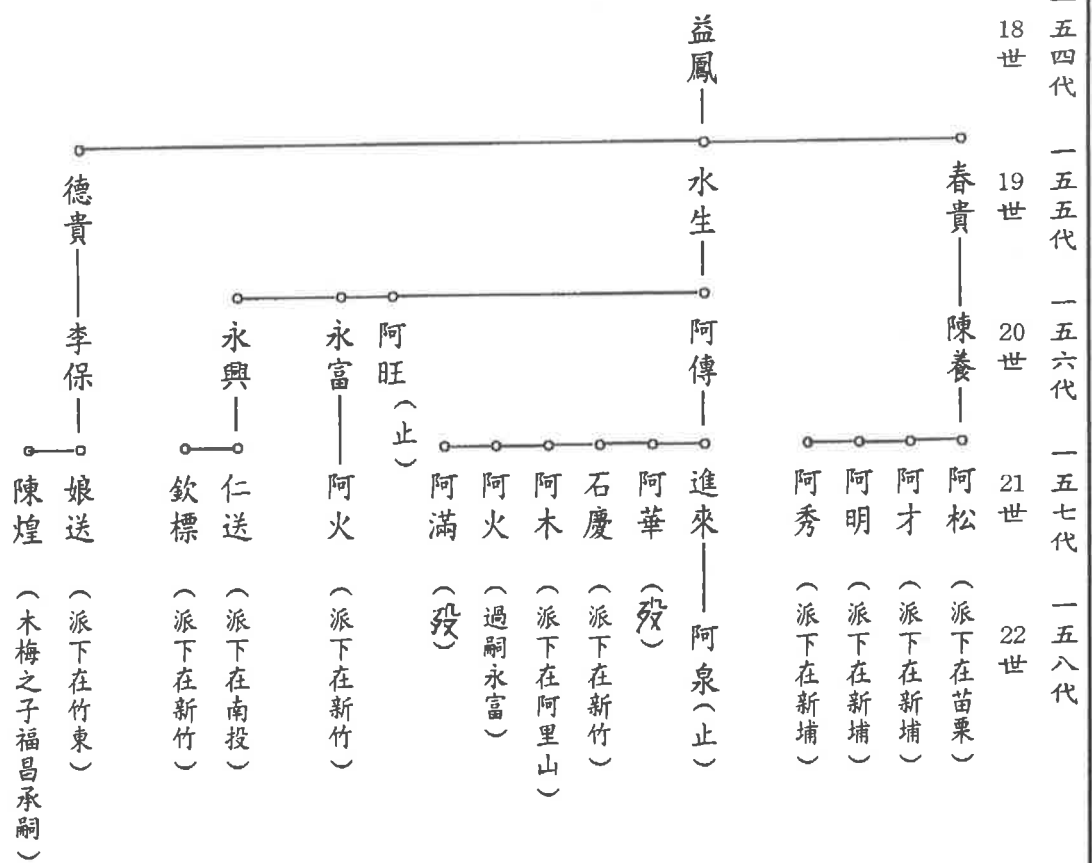 一五四代
18世
益鳳
一五五代
19世
春貴
水生
德貴
一五六代
20世
陳養
阿傳
阿旺(止)
永富
永興
李保
一五七代
21世
阿松(派下在苗栗)
阿才(派下在新埔)
阿明(派下在新埔)
阿秀(派下在新埔)
進來
阿華(歿)
石慶(派下在新竹)
阿木(派下在阿里山)
阿火(過嗣永富)
阿滿(歿)
阿火(派下在新竹)
仁送(派下在南投)
欽標(派下在新竹)
娘送(派下在竹東)
陳煌(木梅之子福昌承嗣)
一五八代
22世
阿泉(止)